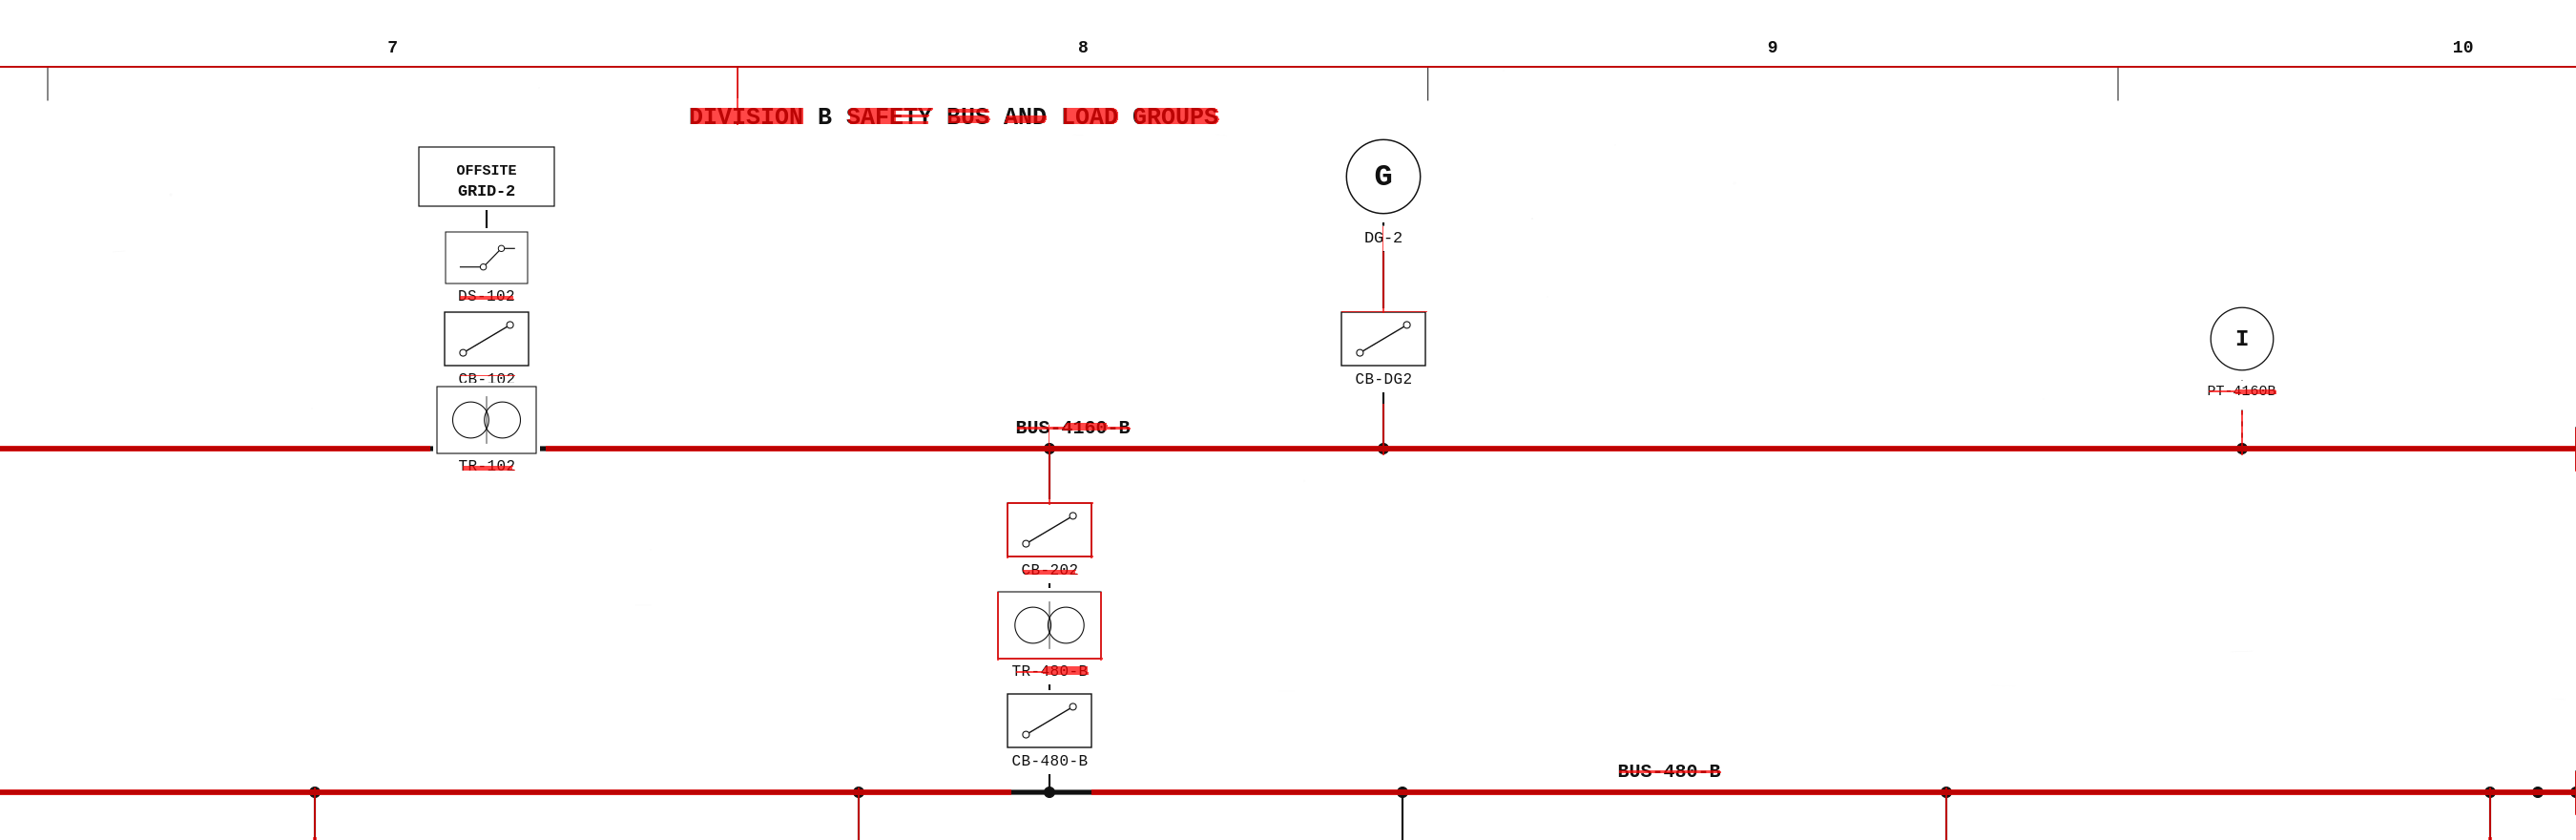 7 8 9 10
DIVISION B SAFETY BUS AND LOAD GROUPS
OFFSITE
GRID-2
G
DG-2
DS-102
CB-102
CB-DG2
I
PT-4160B
BUS-4160-B
TR-102
CB-202
TR-480-B
CB-480-B
BUS-480-B